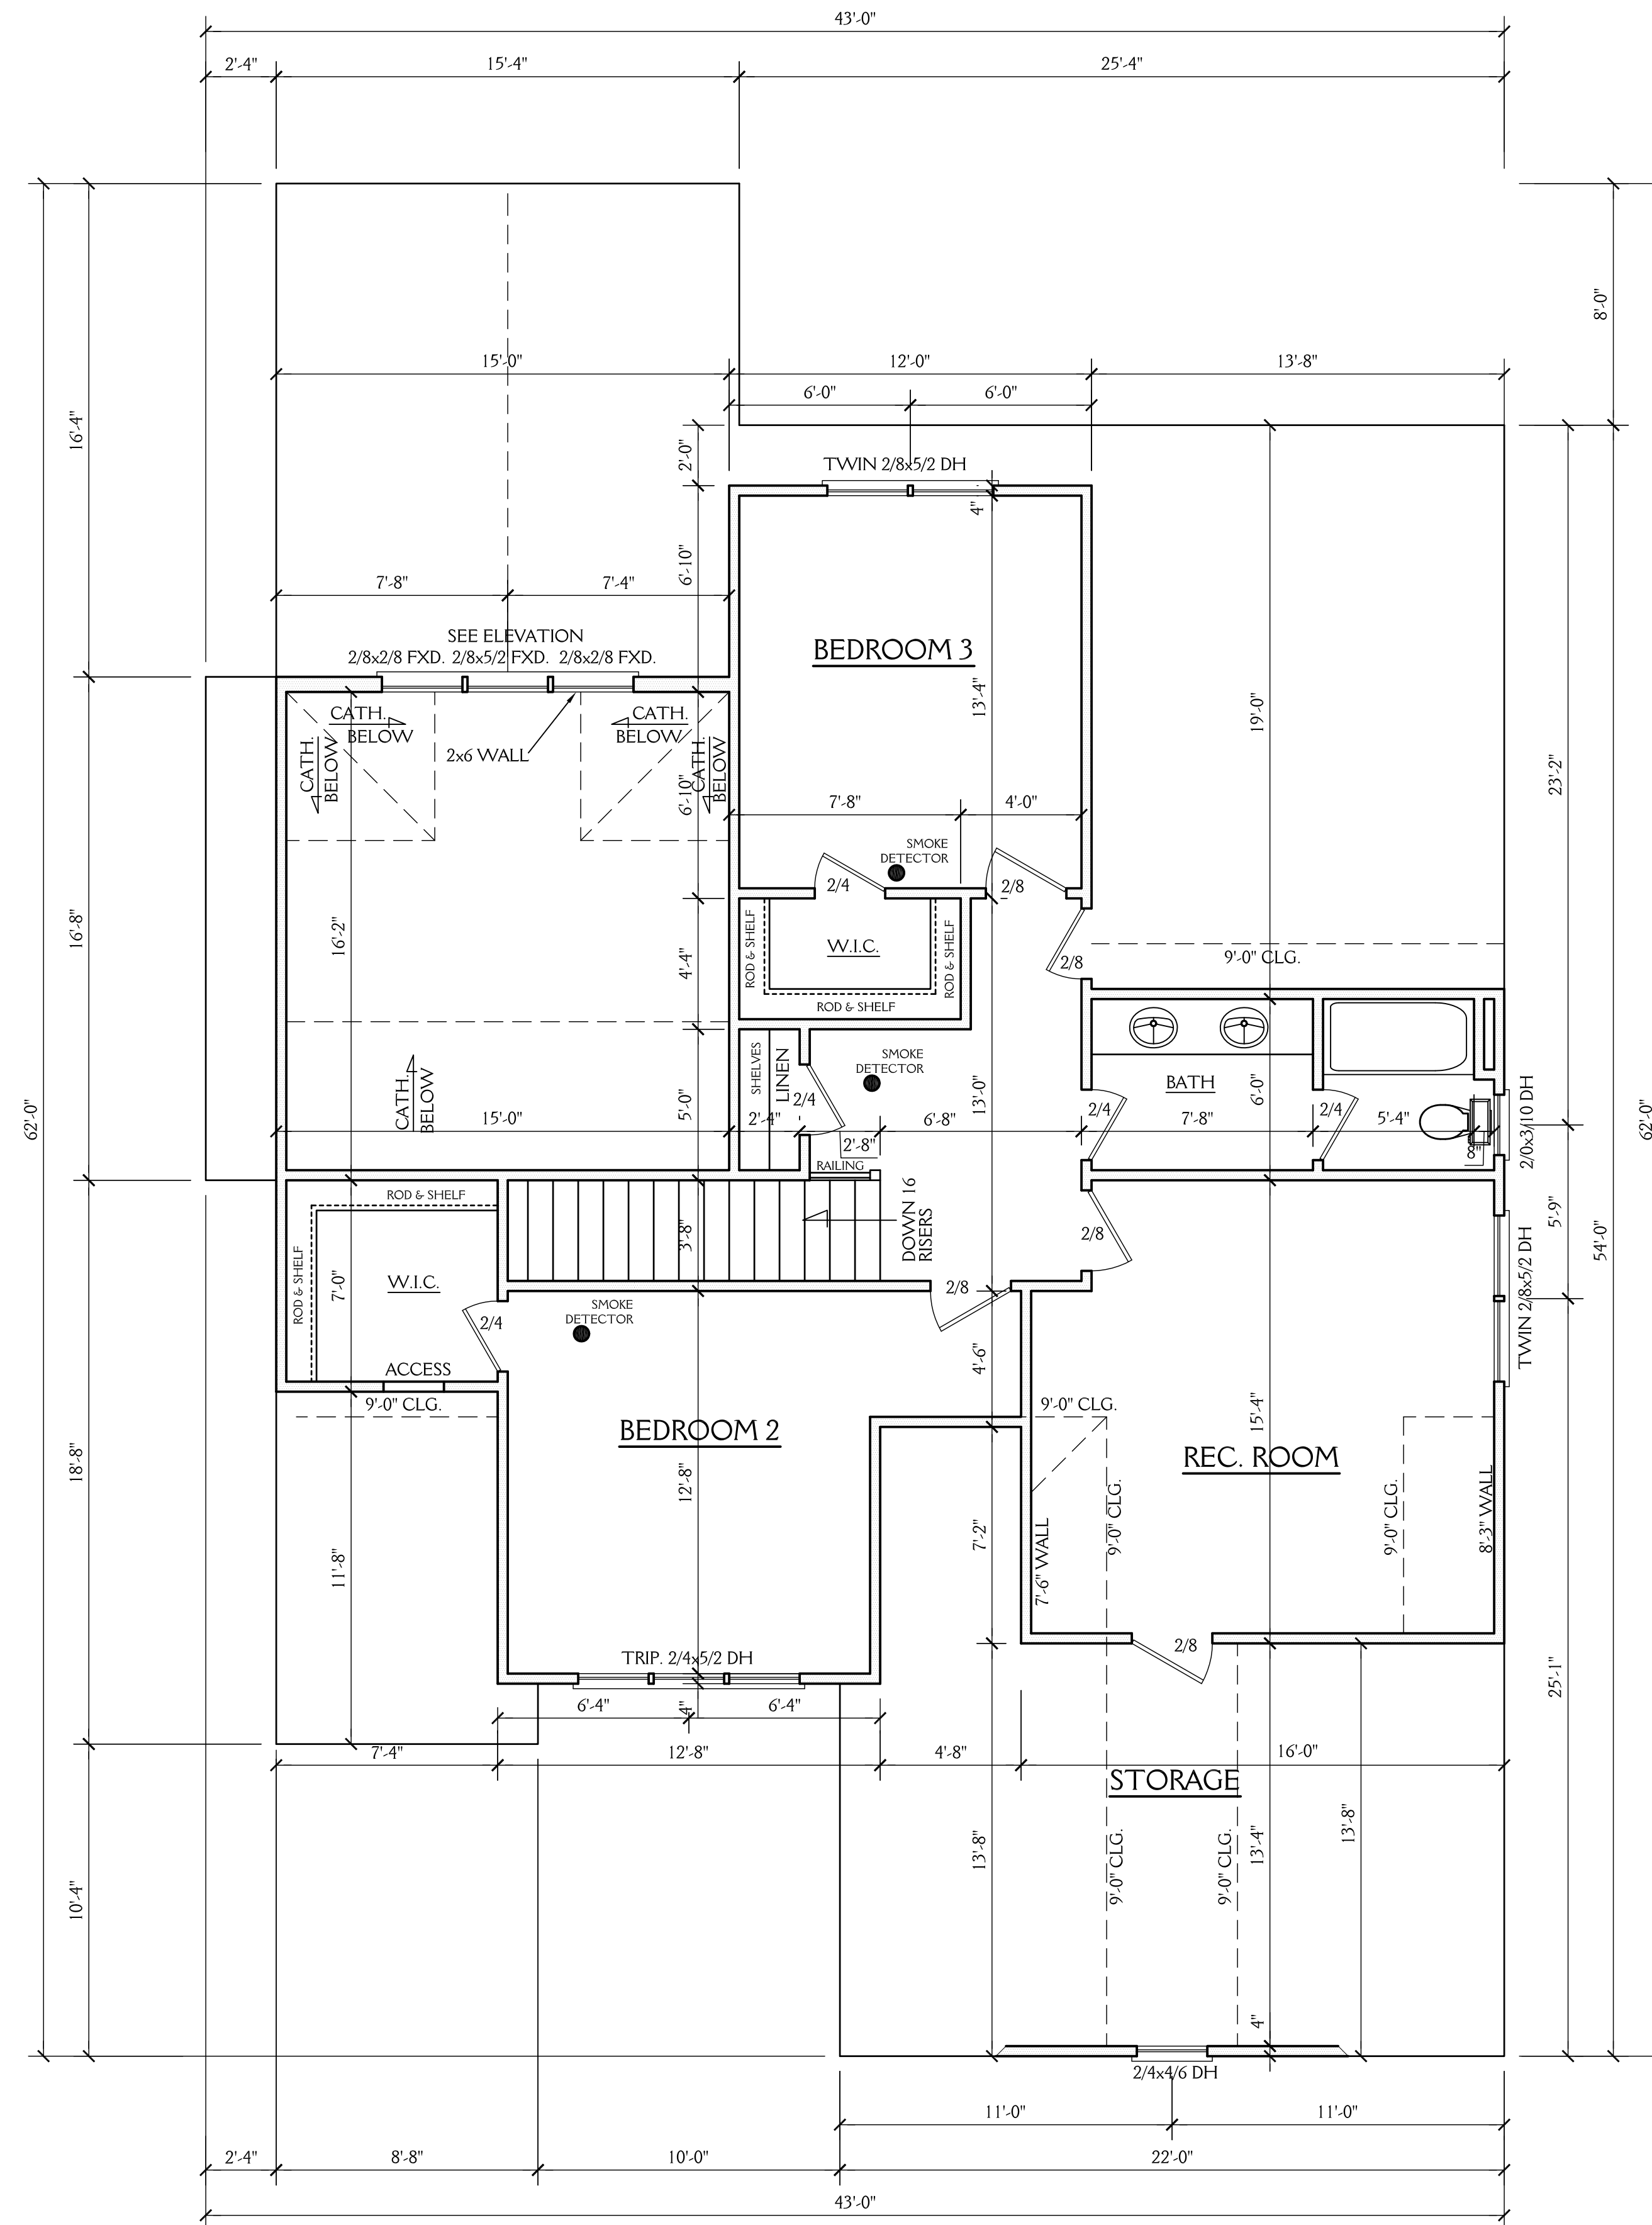 43'-0"
2'-4"
15'-4"
25'-4"
8'-0"
15'-0"
12'-0"
13'-8"
6'-0"
6'-0"
16'-4"
2'-0"
TWIN 2/8x5/2 DH
4"
6'-10"
7'-8"
7'-4"
SEE ELEVATION
2/8x2/8 FXD. 2/8x5/2 FXD. 2/8x2/8 FXD.
BEDROOM 3
CATH.
BELOW
CATH.
BELOW
CATH.
BELOW
CATH.
BELOW
2x6 WALL
6'-10"
13'-4"
19'-0"
23'-2"
7'-8"
4'-0"
SMOKE
DETECTOR
2/4
2/8
16'-8"
16'-2"
ROD & SHELF
W.I.C.
ROD & SHELF
ROD & SHELF
4'-4"
2/8
9'-0" CLG.
SHELVES
LINEN
SMOKE
DETECTOR
2/4
CATH.
BELOW
5'-0"
13'-0"
BATH
6'-0"
2/4
2/4
2/0x3/10 DH
62'-0"
62'-0"
15'-0"
2'-4"
2'-8"
6'-8"
7'-8"
5'-4"
8"
RAILING
ROD & SHELF
ROD & SHELF
W.I.C.
7'-0"
3'-8"
DOWN 16
RISERS
2/8
5'-9"
54'-0"
TWIN 2/8x5/2 DH
2/8
SMOKE
DETECTOR
2/4
ACCESS
9'-0" CLG.
4'-6"
9'-0" CLG.
BEDROOM 2
REC. ROOM
15'-4"
18'-8"
12'-8"
11'-8"
7'-2"
7'-6" WALL
9'-0" CLG.
9'-0" CLG.
8'-3" WALL
2/8
TRIP. 2/4x5/2 DH
6'-4"
4"
6'-4"
25'-1"
7'-4"
12'-8"
4'-8"
16'-0"
STORAGE
10'-4"
13'-8"
9'-0" CLG.
9'-0" CLG.
13'-4"
13'-8"
4"
2/4x4/6 DH
11'-0"
11'-0"
2'-4"
8'-8"
10'-0"
22'-0"
43'-0"